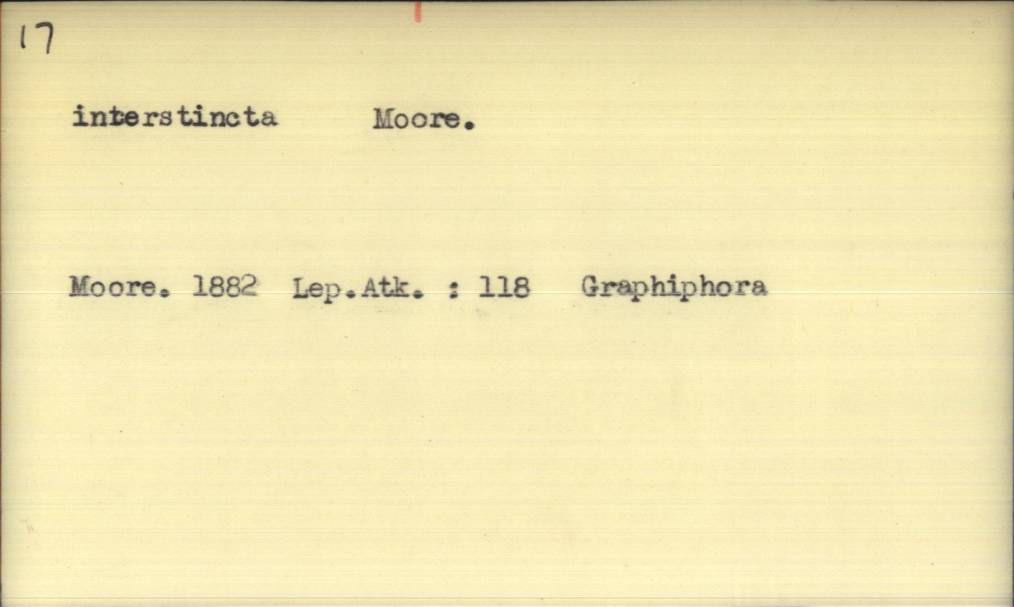 17
interstincta Moore.
Moore. 1882 Lep.Atk. : 118 Graphiphora